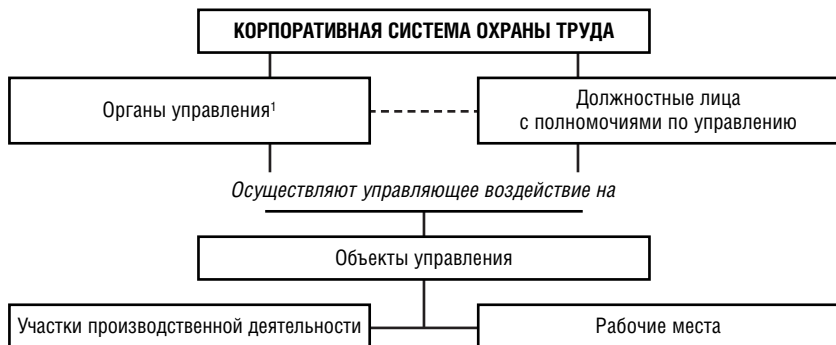 КОРПОРАТИВНАЯ СИСТЕМА ОХРАНЫ ТРУДА
Органы управления¹
Должностные лица
с полномочиями по управлению
Осуществляют управляющее воздействие на
Объекты управления
Участки производственной деятельности
Рабочие места